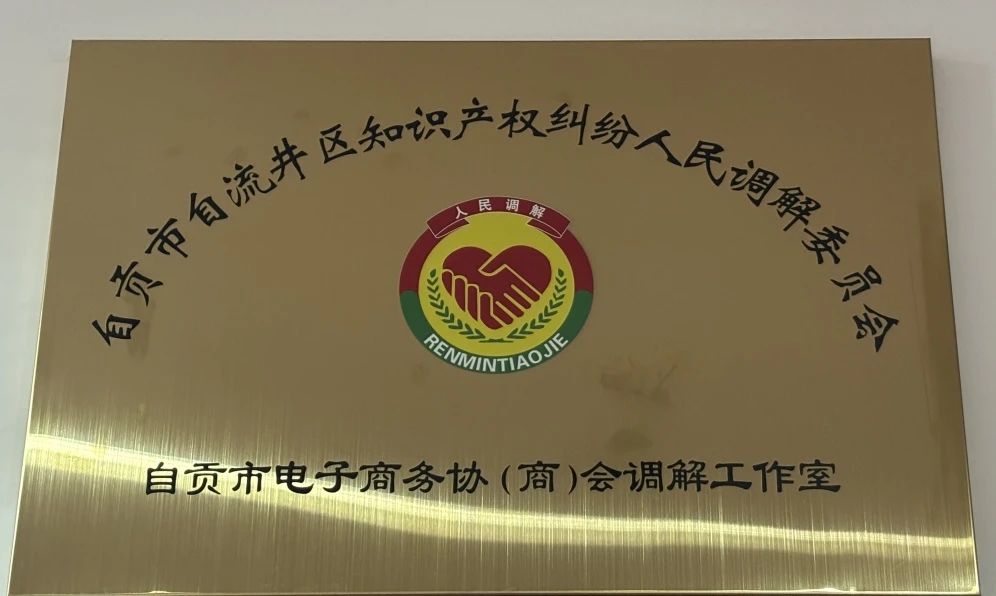 自贡市自流井区知识产权纠纷人民调解委员会
人民调解
RENMINTIAOJIE
自贡市电子商务协(商)会调解工作室